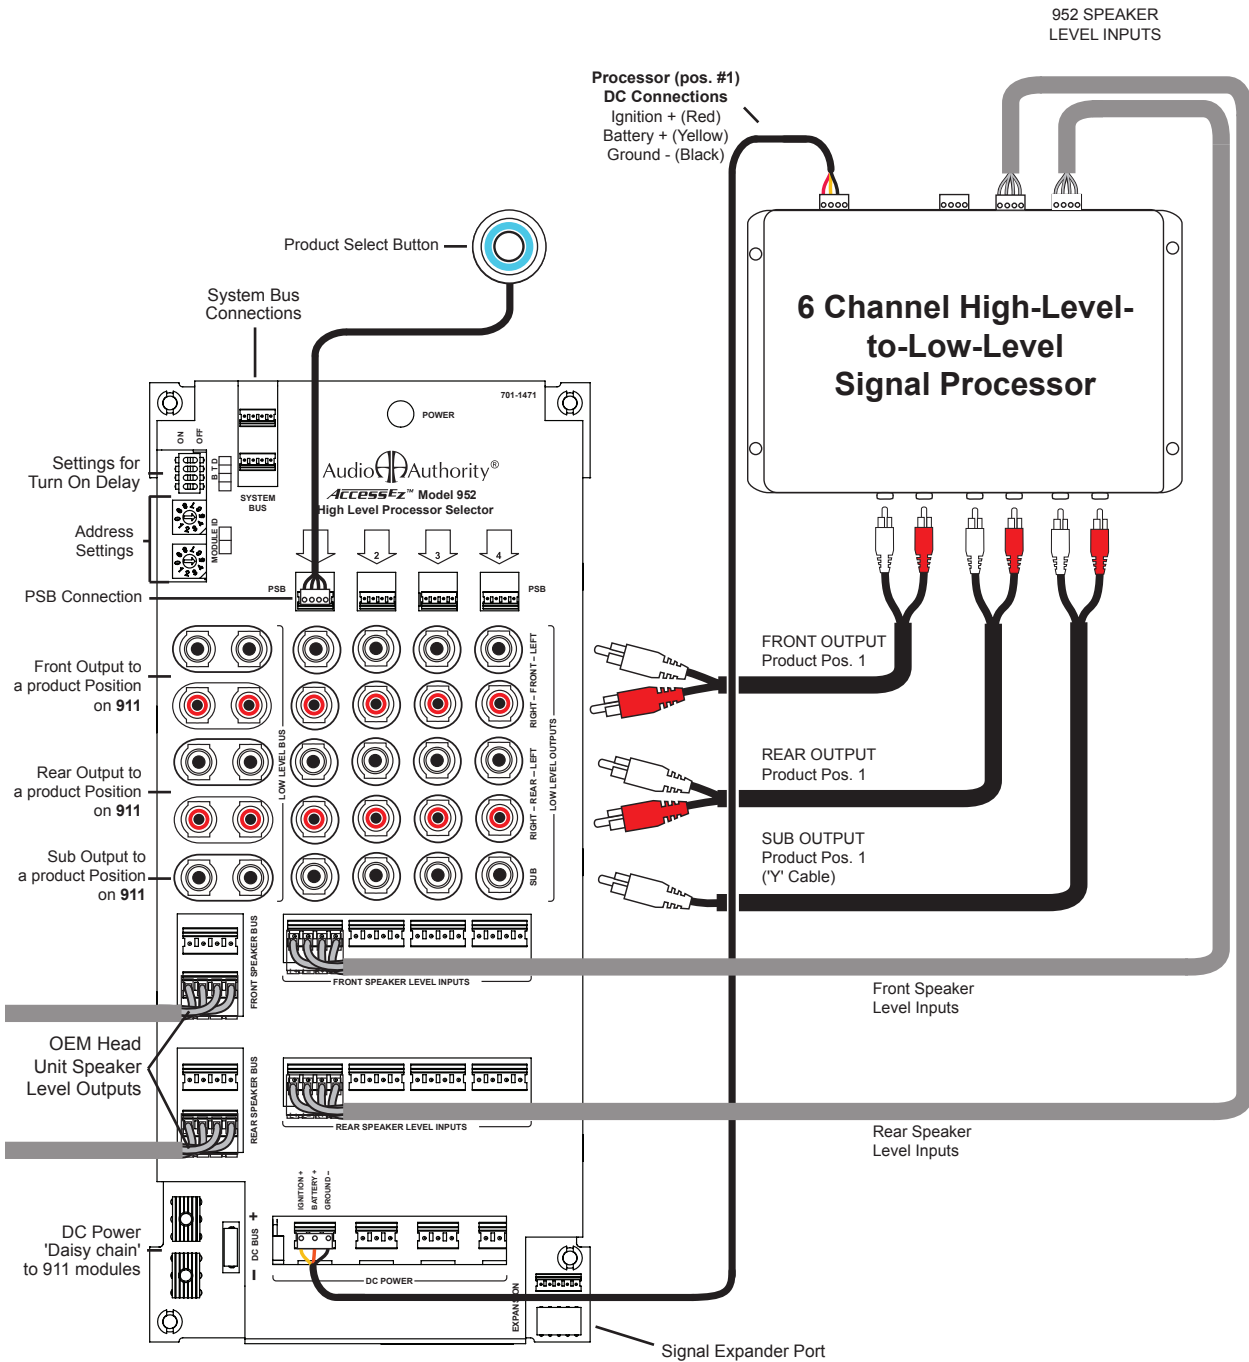 952 SPEAKER
LEVEL INPUTS
Processor (pos. #1)
DC Connections
Ignition + (Red)
Battery + (Yellow)
Ground - (Black)
Product Select Button
System Bus
Connections
6 Channel High-Level-
to-Low-Level
Signal Processor
701-1471
POWER
ON
OFF
B T D
Settings for
Turn On Delay
SYSTEM
BUS
Audio Authority®
AccessEz™ Model 952
High Level Processor Selector
Address
Settings
MODULE ID
2
3
4
PSB Connection
PSB
PSB
Front Output to
a product Position
on 911
Rear Output to
a product Position
on 911
Sub Output to
a product Position
on 911
LOW LEVEL BUS
RIGHT – FRONT – LEFT
RIGHT – REAR – LEFT
SUB
LOW LEVEL OUTPUTS
FRONT OUTPUT
Product Pos. 1
REAR OUTPUT
Product Pos. 1
SUB OUTPUT
Product Pos. 1
('Y' Cable)
FRONT SPEAKER BUS
FRONT SPEAKER LEVEL INPUTS
Front Speaker
Level Inputs
OEM Head
Unit Speaker
Level Outputs
REAR SPEAKER BUS
REAR SPEAKER LEVEL INPUTS
Rear Speaker
Level Inputs
IGNITION +
BATTERY +
GROUND –
DC Power
'Daisy chain'
to 911 modules
– DC BUS +
DC POWER
EXPANSION
Signal Expander Port